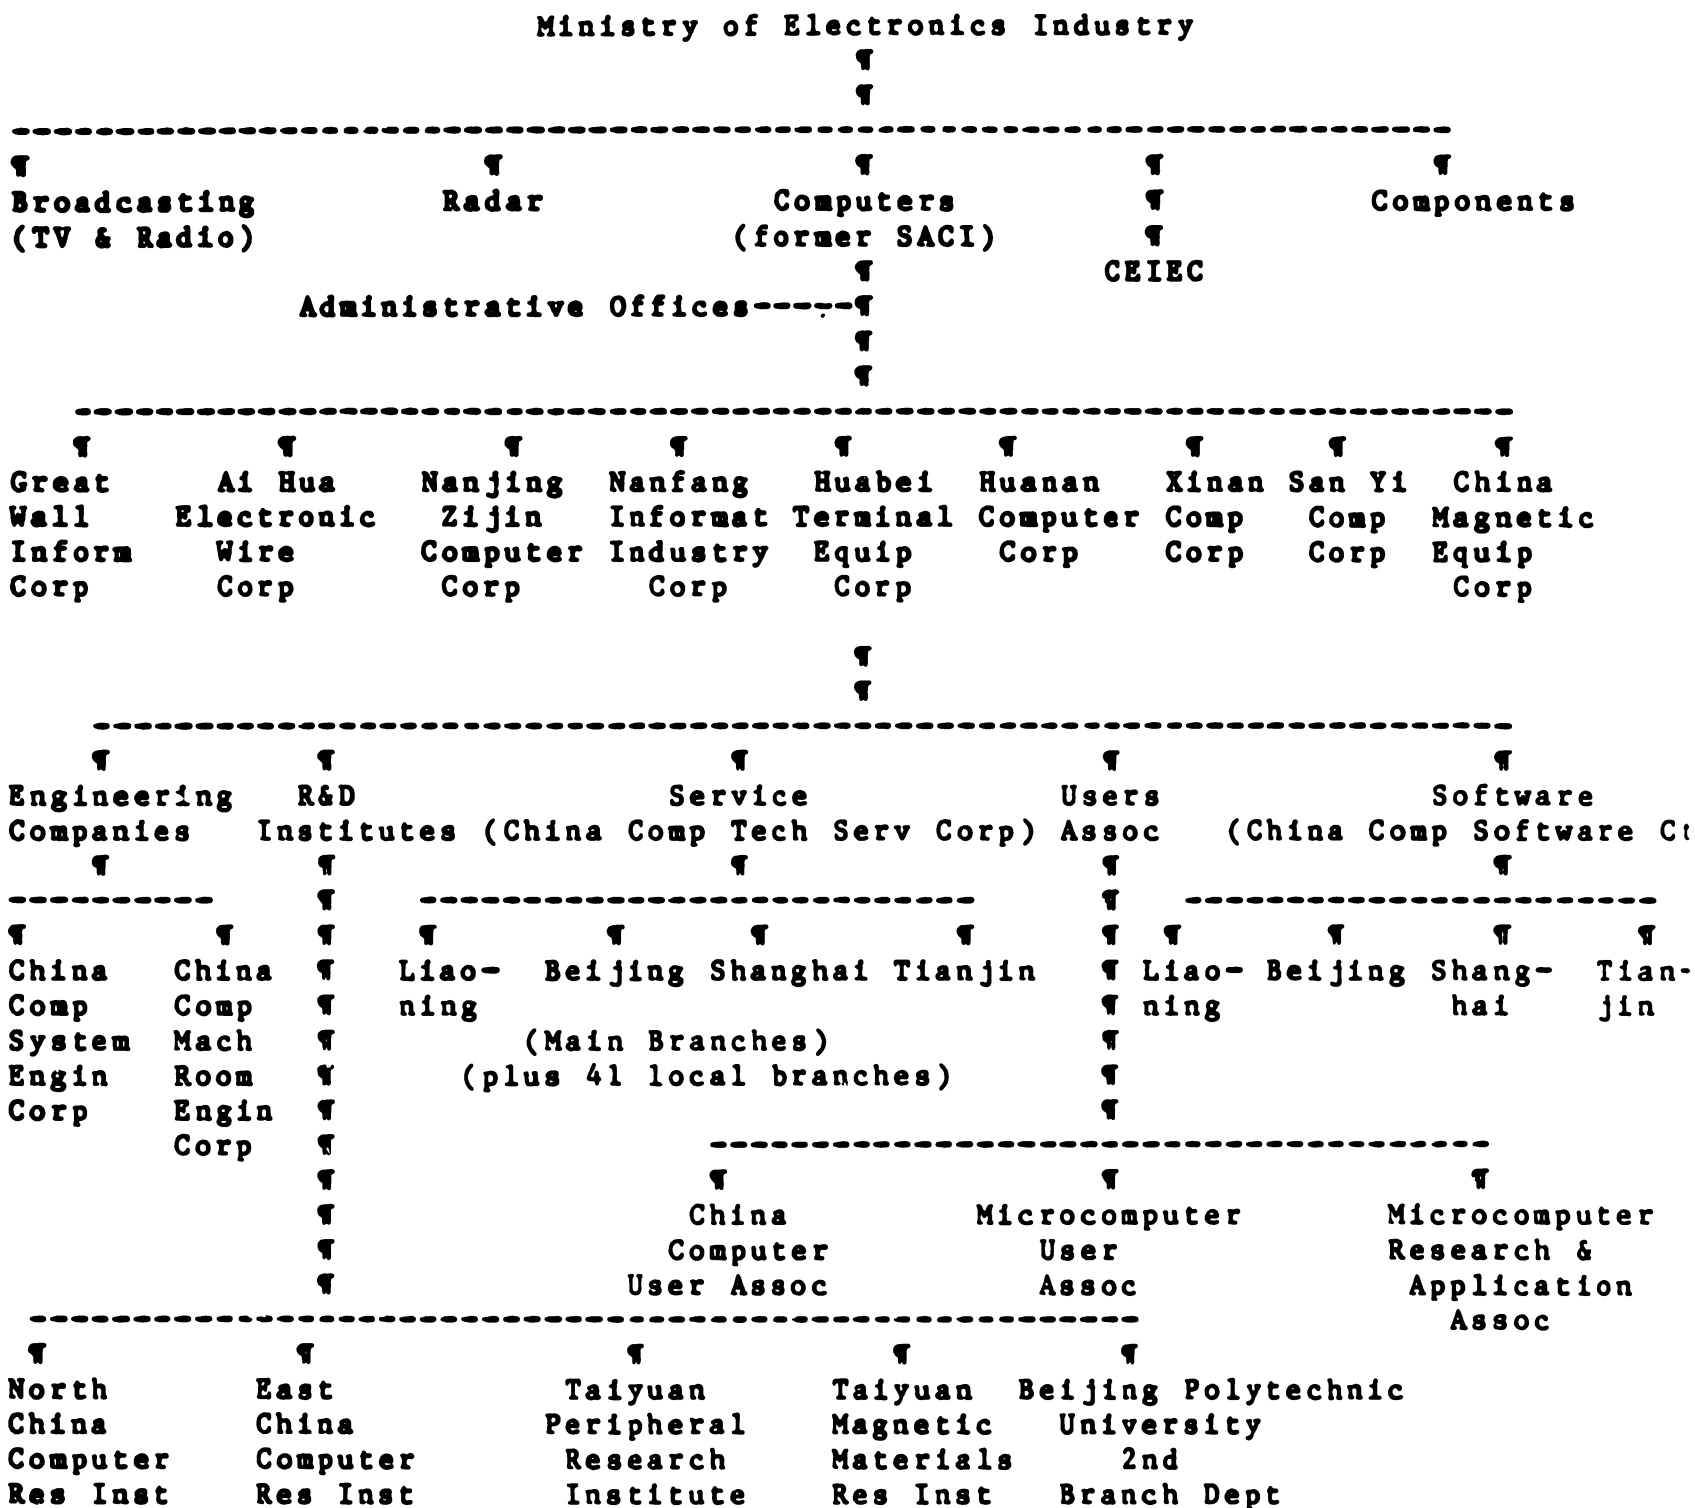 Ministry of Electronics Industry
Broadcasting Radar Computers Components
(TV & Radio) (former SACI)
CEIEC
Administrative Offices
Great Ai Hua Nanjing Nanfang Huabei Huanan Xinan San Yi China
Wall Electronic Zijin Informat Terminal Computer Comp Comp Magnetic
Inform Wire Computer Industry Equip Corp Corp Corp Equip
Corp Corp Corp Corp Corp Corp
Engineering R&D Service Users Software
Companies Institutes (China Comp Tech Serv Corp) Assoc (China Comp Software
China China Liao- Beijing Shanghai Tianjin Liao- Beijing Shang- Tian-
Comp Comp ning ning hai jin
System Mach (Main Branches)
Engin Room (plus 41 local branches)
Corp Engin
Corp
China Microcomputer Microcomputer
Computer User Research &
User Assoc Assoc Application
Assoc
North East Taiyuan Taiyuan Beijing Polytechnic
China China Peripheral Magnetic University
Computer Computer Research Materials 2nd
Res Inst Res Inst Institute Res Inst Branch Dept